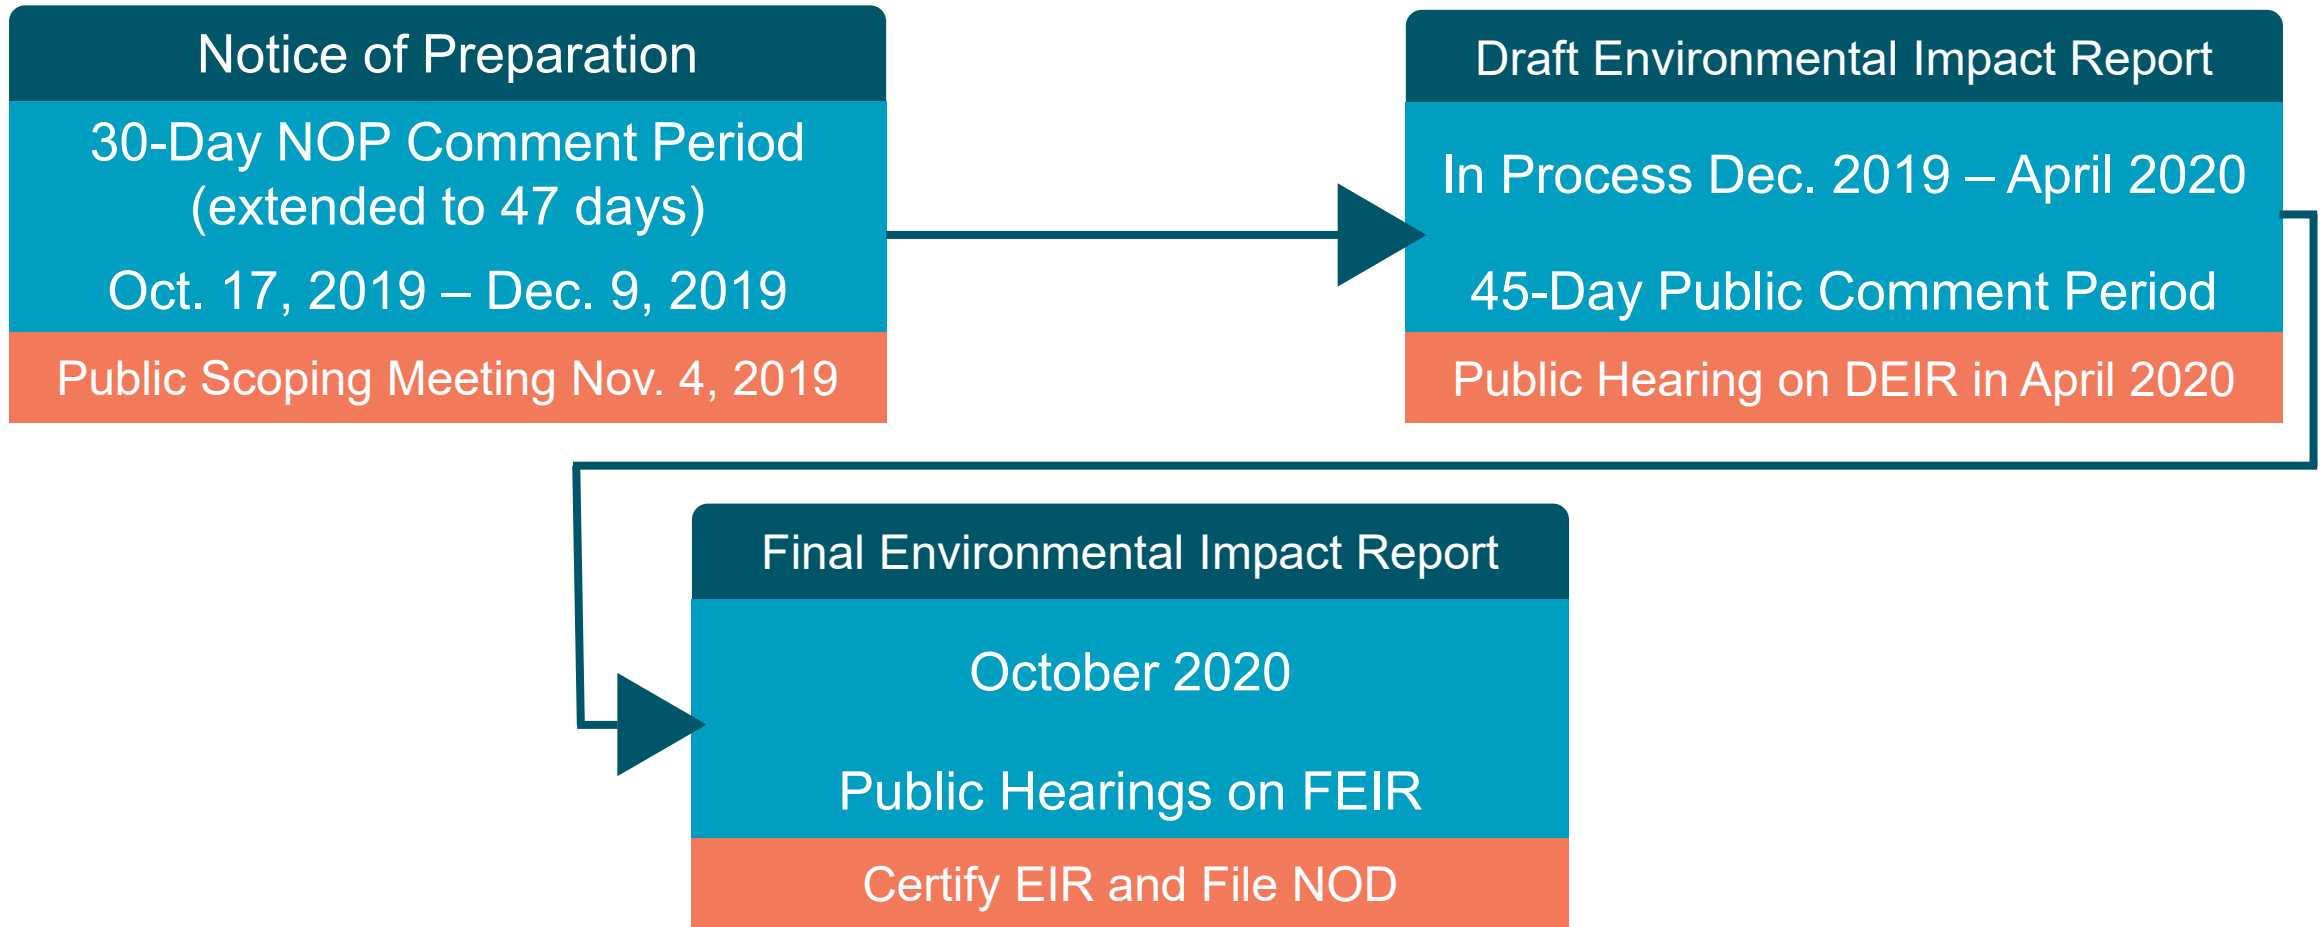 Notice of Preparation
30-Day NOP Comment Period
(extended to 47 days)
Oct. 17, 2019 – Dec. 9, 2019
Public Scoping Meeting Nov. 4, 2019
Draft Environmental Impact Report
In Process Dec. 2019 – April 2020
45-Day Public Comment Period
Public Hearing on DEIR in April 2020
Final Environmental Impact Report
October 2020
Public Hearings on FEIR
Certify EIR and File NOD